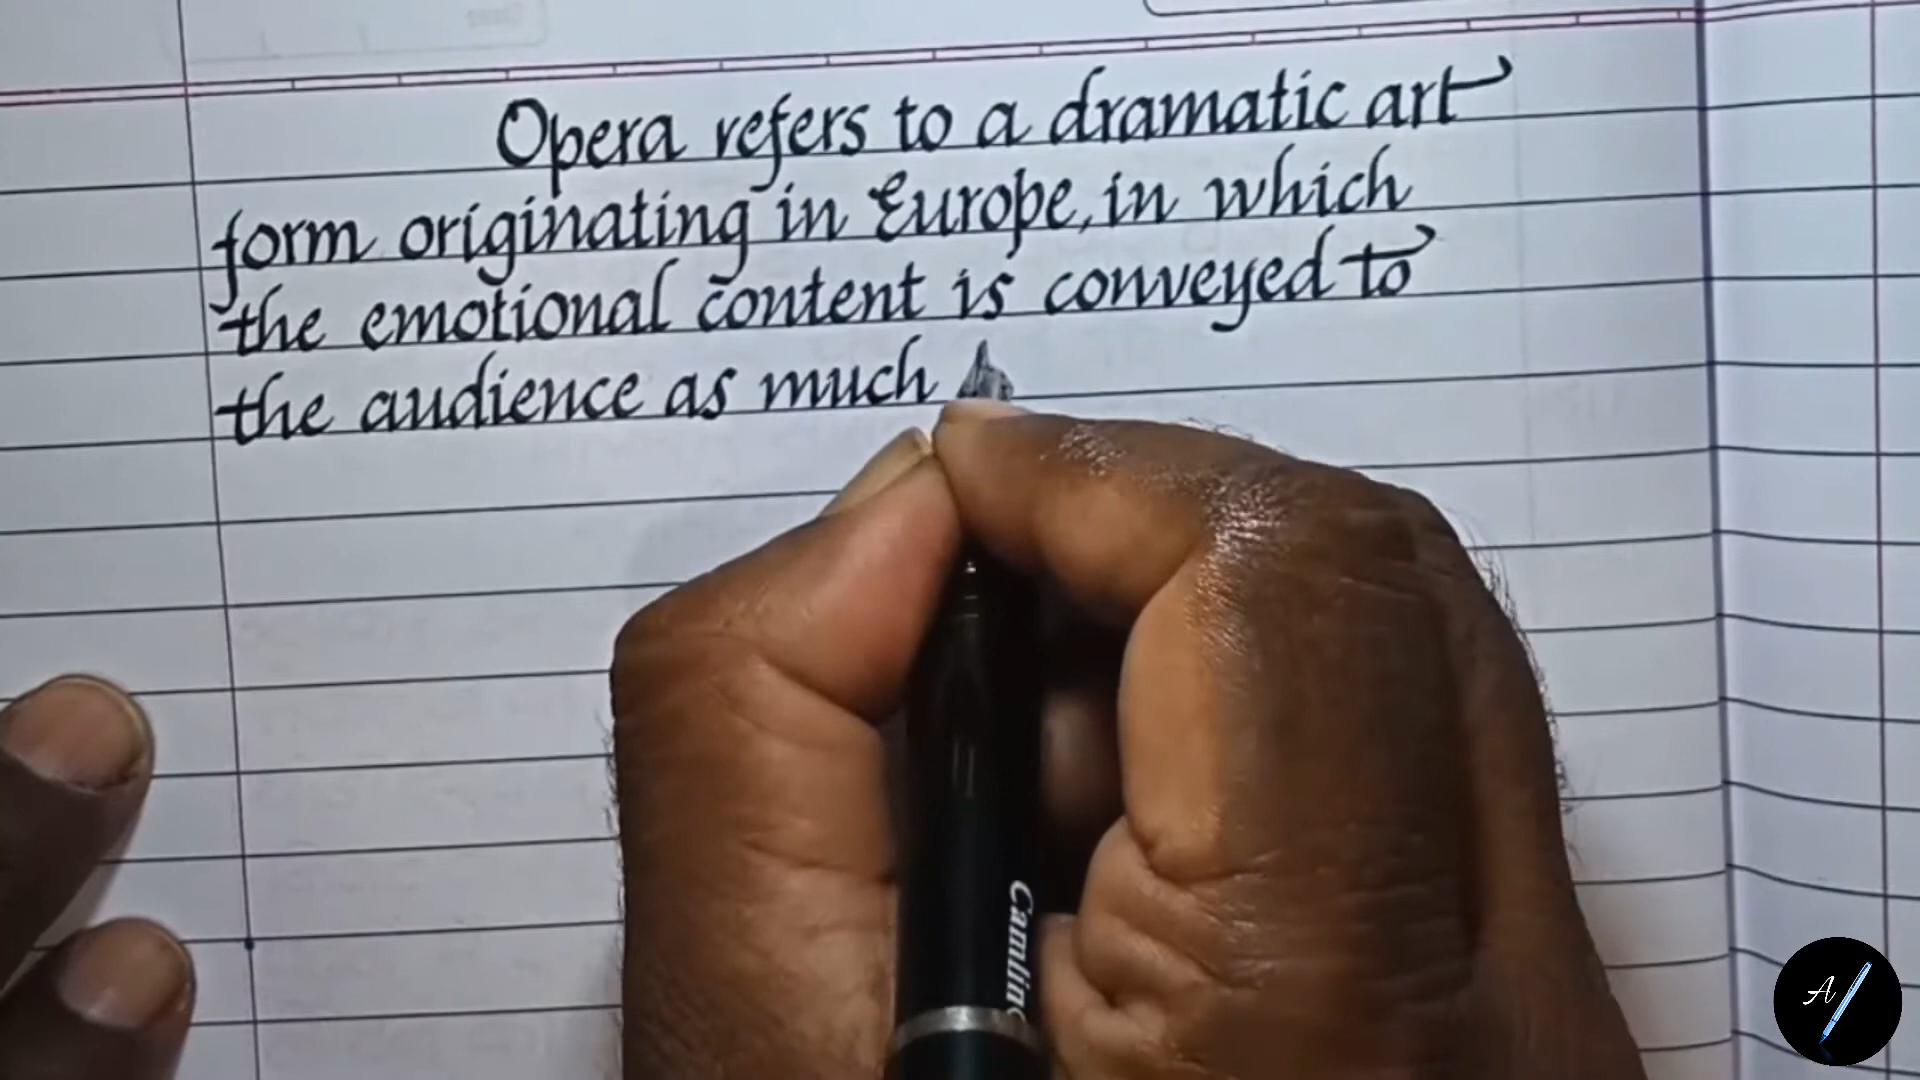 Opera refers to a dramatic art
form originating in Europe, in which
the emotional content is conveyed to
the audience as much
Camlin
A